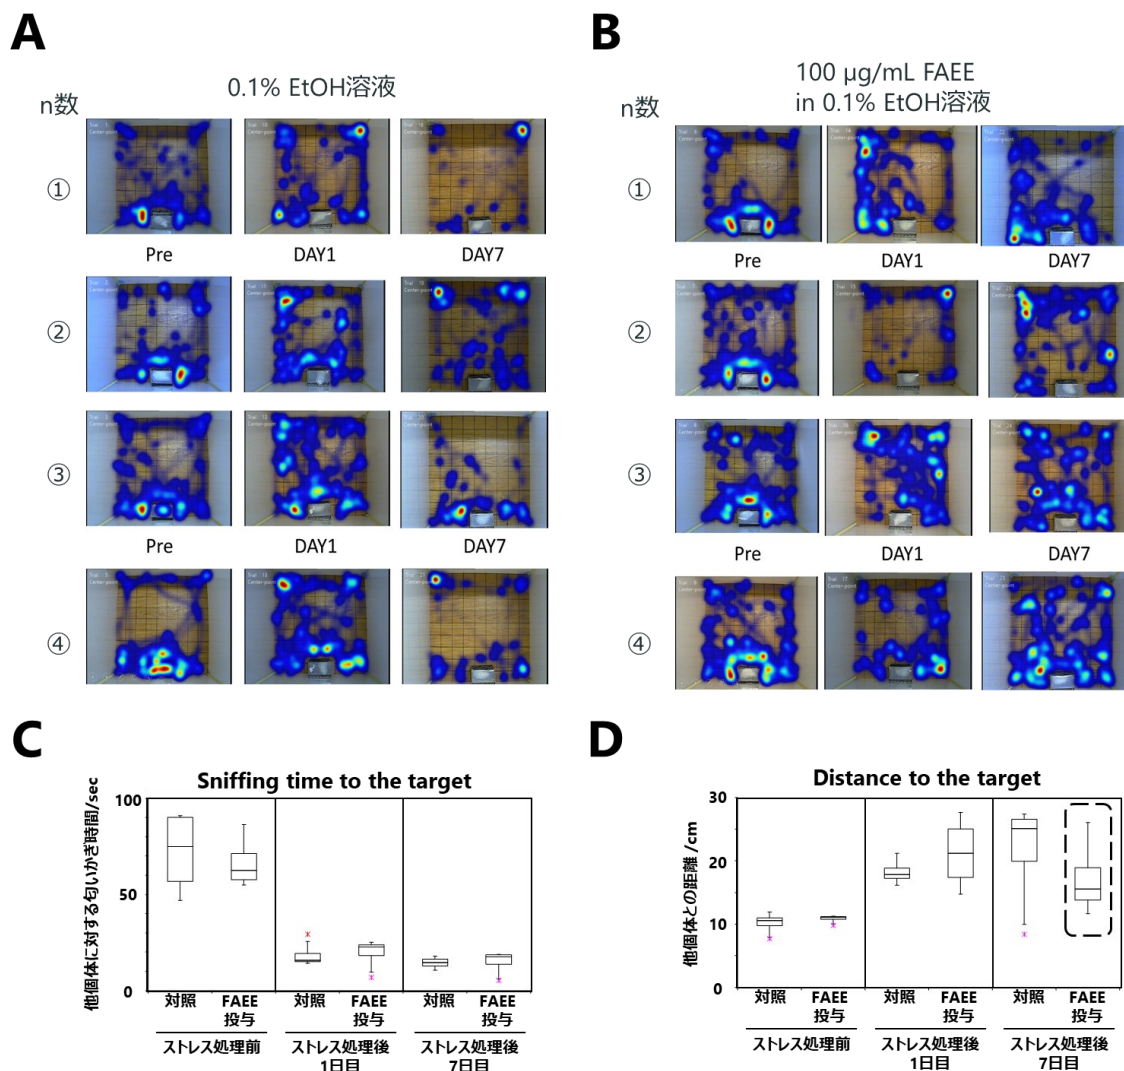 A
B
0.1% EtOH溶液
100 μg/mL FAEE
in 0.1% EtOH溶液
n数
n数
①
①
Pre
DAY1
DAY7
Pre
DAY1
DAY7
②
②
③
③
Pre
DAY1
DAY7
Pre
DAY1
DAY7
④
④
C
Sniffing time to the target
他個体に対する匂いかぎ時間/sec
100
50
0
対照
FAEE
投与
対照
FAEE
投与
対照
FAEE
投与
ストレス処理前
ストレス処理後
1日目
ストレス処理後
7日目
D
Distance to the target
他個体との距離/cm
30
20
10
0
対照
FAEE
投与
対照
FAEE
投与
対照
FAEE
投与
ストレス処理前
ストレス処理後
1日目
ストレス処理後
7日目